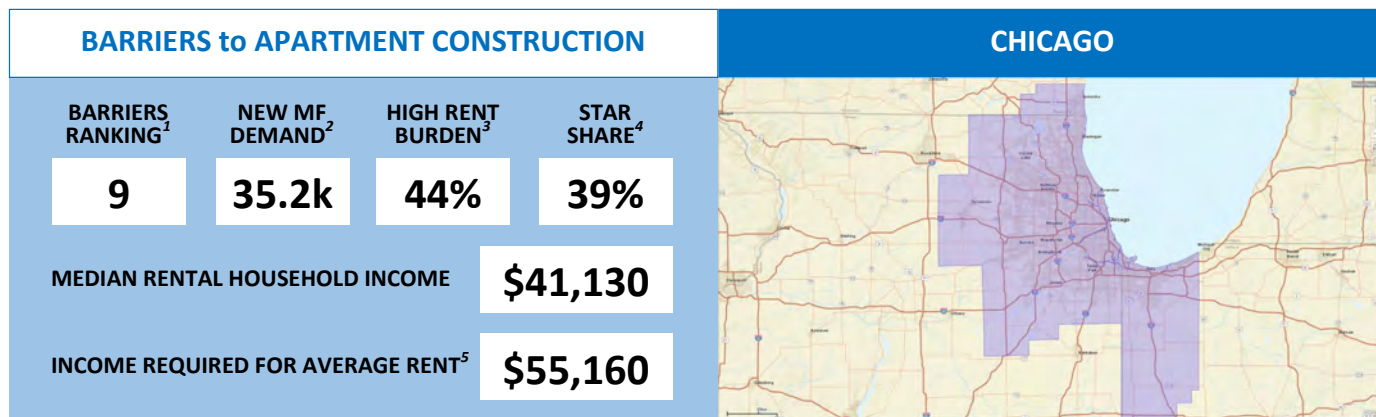 BARRIERS to APARTMENT CONSTRUCTION
CHICAGO
BARRIERS
RANKING1
NEW MF
DEMAND2
HIGH RENT
BURDEN3
STAR
SHARE4
9
35.2k
44%
39%
MEDIAN RENTAL HOUSEHOLD INCOME
$41,130
INCOME REQUIRED FOR AVERAGE RENT5
$55,160
Chicago